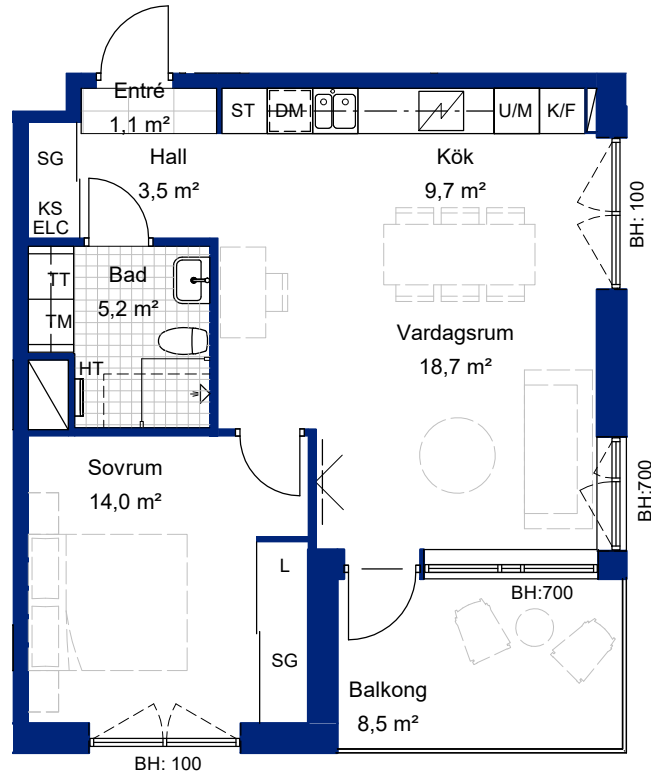 Entré
1,1 m²
ST
DM
U/M
K/F
SG
Hall
3,5 m²
Kök
9,7 m²
BH: 100
KS
ELC
TT
Bad
5,2 m²
TM
HT
Vardagsrum
18,7 m²
Sovrum
14,0 m²
BH:700
L
BH:700
SG
Balkong
8,5 m²
BH: 100